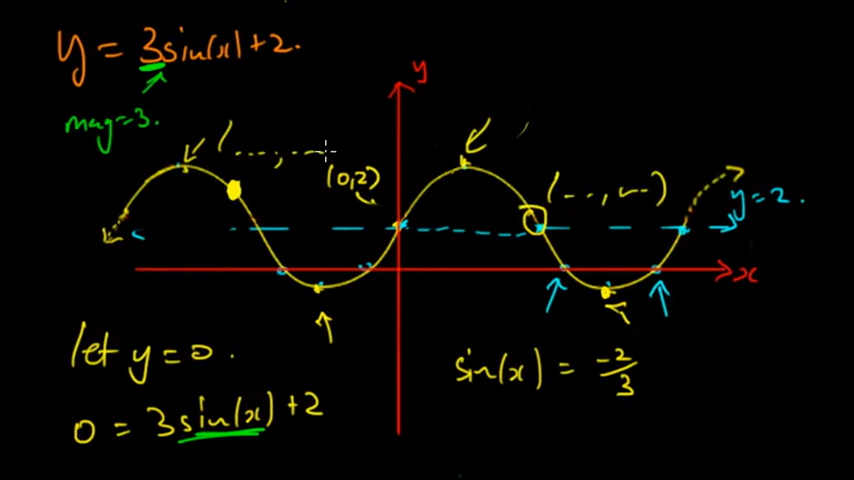 y = 3sin(x)+2.
mag=3.
y
(...., ....
(0,2)
(..., ...)
y=2.
x
let y=0.
0 = 3sin(x)+2
sin(x) = -2/3